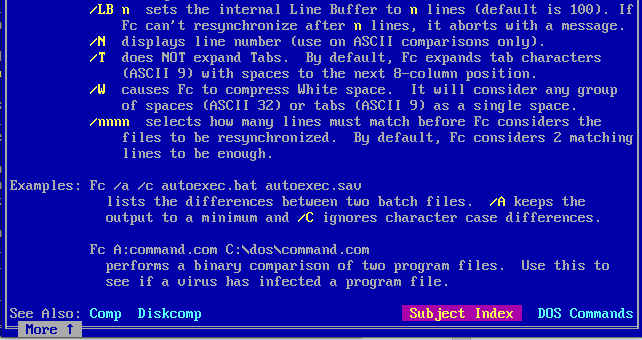 /LB n  sets the internal Line Buffer to n lines (default is 100). If
Fc can't resynchronize after n lines, it aborts with a message.
/N  displays line number (use on ASCII comparisons only).
/T  does NOT expand Tabs.  By default, Fc expands tab characters
(ASCII 9) with spaces to the next 8-column position.
/W  causes Fc to compress White space.  It will consider any group
of spaces (ASCII 32) or tabs (ASCII 9) as a single space.
/nnnn  selects how many lines must match before Fc considers the
files to be resynchronized.  By default, Fc considers 2 matching
lines to be enough.
Examples: Fc /a /c autoexec.bat autoexec.sav
lists the differences between two batch files.  /A keeps the
output to a minimum and /C ignores character case differences.
Fc A:command.com C:\dos\command.com
performs a binary comparison of two program files.  Use this to
see if a virus has infected a program file.
See Also: Comp  Diskcomp  Subject Index  DOS Commands
More ↑